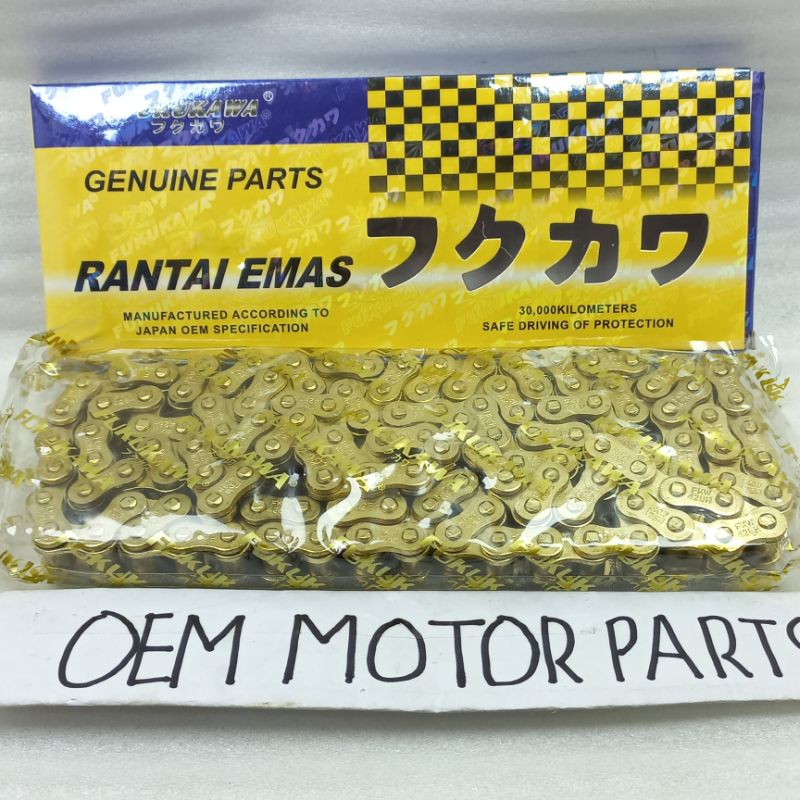 FUKUKAWA®
フクカワ
GENUINE PARTS
RANTAI EMAS
MANUFACTURED ACCORDING TO
JAPAN OEM SPECIFICATION
フクカワ
30,000KILOMETERS
SAFE DRIVING OF PROTECTION
OEM MOTOR PARTS